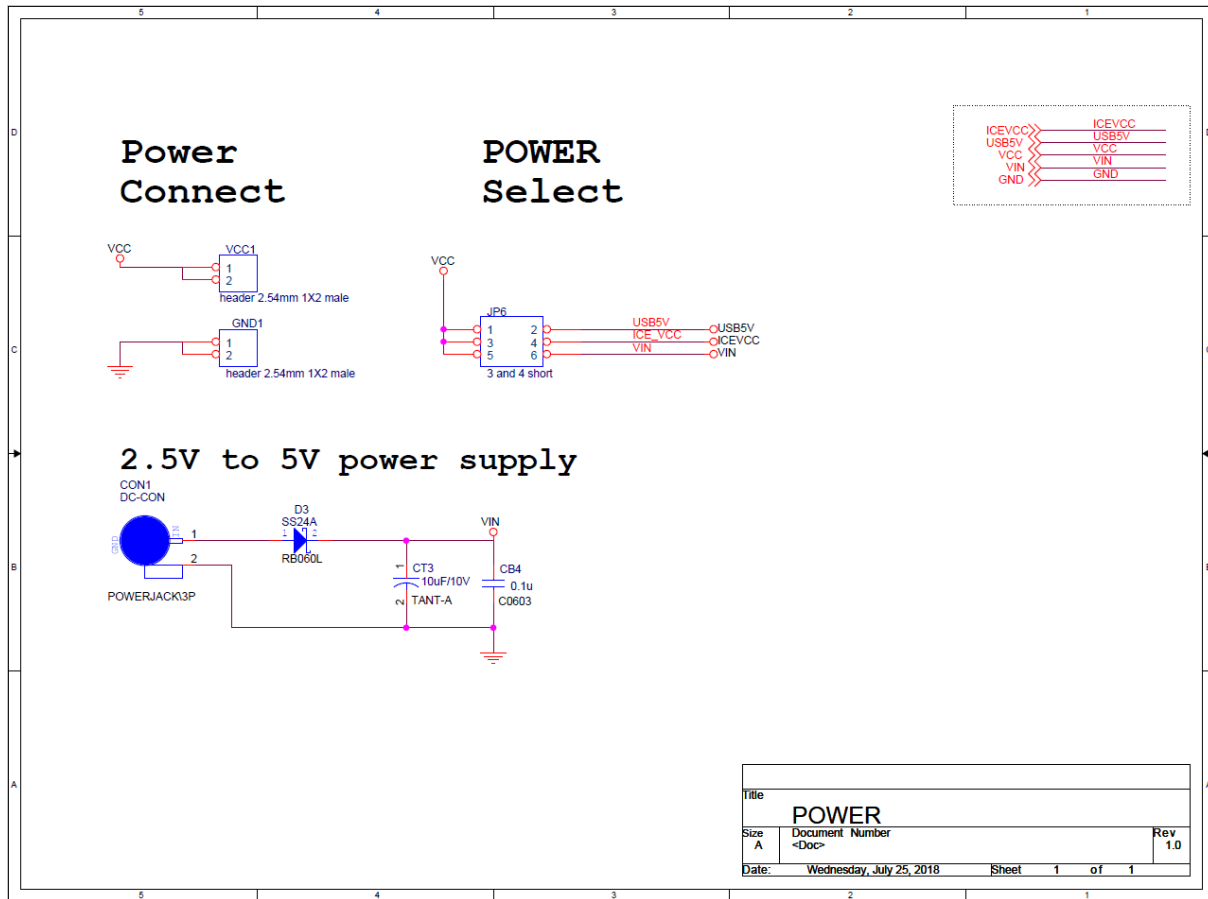 5 4 3 2 1
D
D
Power
Connect
POWER
Select
ICEVCC ICEVCC
USB5V USB5V
VCC VCC
VIN VIN
GND GND
VCC
VCC1
1
2
header 2.54mm 1X2 male
GND1
1
2
header 2.54mm 1X2 male
VCC
JP6
1 2 USB5V USB5V
3 4 ICE_VCC ICEVCC
5 6 VIN VIN
3 and 4 short
C
C
2.5V to 5V power supply
CON1
DC-CON
GND
IN
1
2
POWERJACK\3P
D3
SS24A
1 2
RB060L
VIN
1
CT3
10uF/10V
2
TANT-A
CB4
0.1u
C0603
B
B
A
A
Title
POWER
Size
A
Document Number
<Doc>
Rev
1.0
Date: Wednesday, July 25, 2018 Sheet 1 of 1
5 4 3 2 1